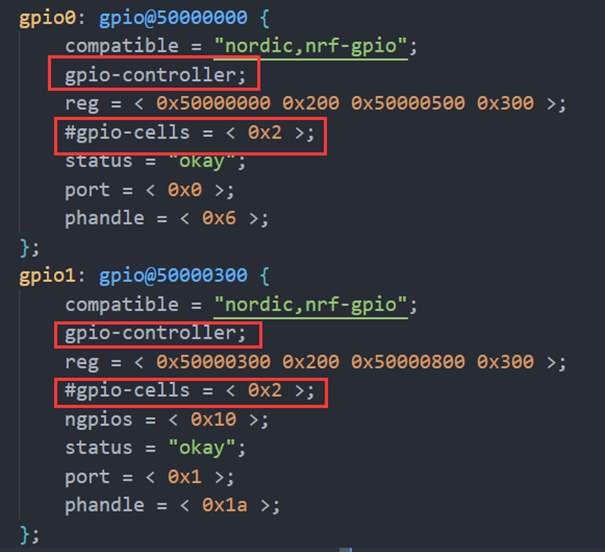 gpio0: gpio@50000000 {
compatible = "nordic,nrf-gpio";
gpio-controller;
reg = < 0x50000000 0x200 0x50000500 0x300 >;
#gpio-cells = < 0x2 >;
status = "okay";
port = < 0x0 >;
phandle = < 0x6 >;
};
gpio1: gpio@50000300 {
compatible = "nordic,nrf-gpio";
gpio-controller;
reg = < 0x50000300 0x200 0x50000800 0x300 >;
#gpio-cells = < 0x2 >;
ngpios = < 0x10 >;
status = "okay";
port = < 0x1 >;
phandle = < 0x1a >;
};